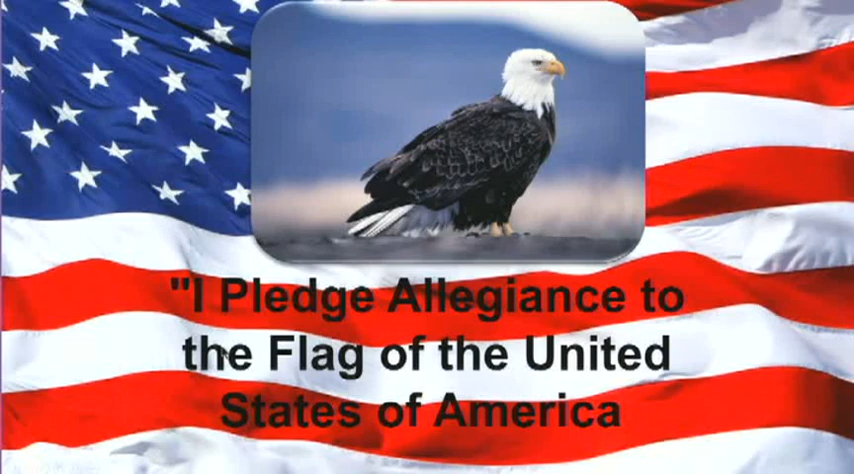 "I Pledge Allegiance to
the Flag of the United
States of America